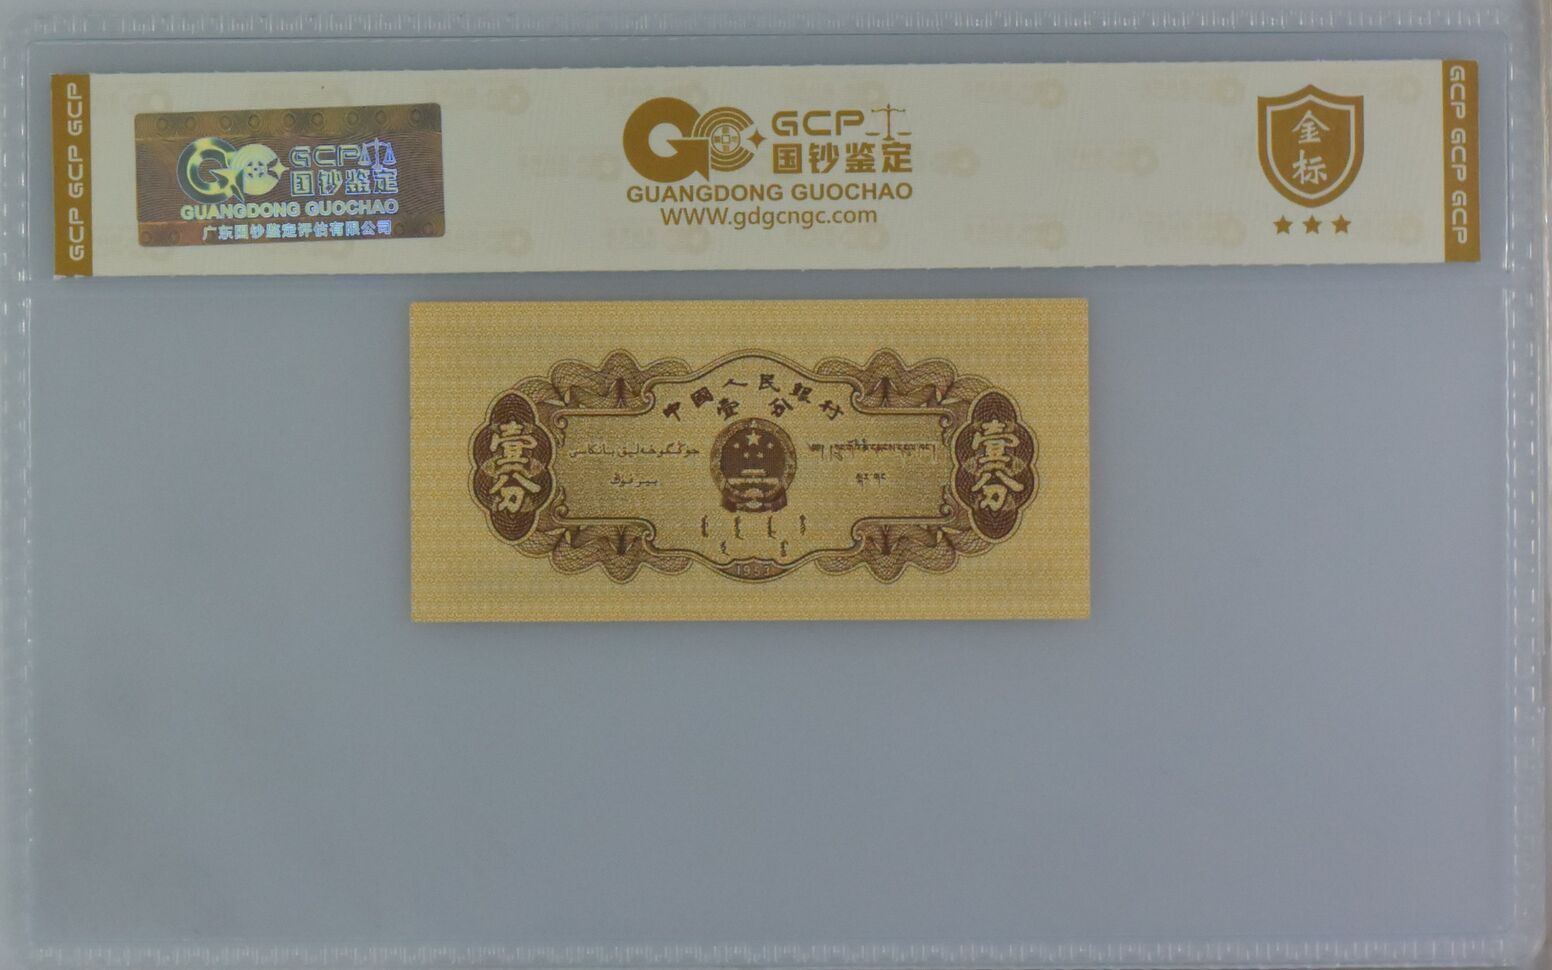 GCP GCP GCP
GCP
国钞鉴定
GUANGDONG GUOCHAO
广东国钞鉴定评估有限公司
GCP
国钞鉴定
GUANGDONG GUOCHAO
WWW.gdgcngc.com
金标
GCP GCP GCP
中国人民银行
壹分
壹分
壹分
1953